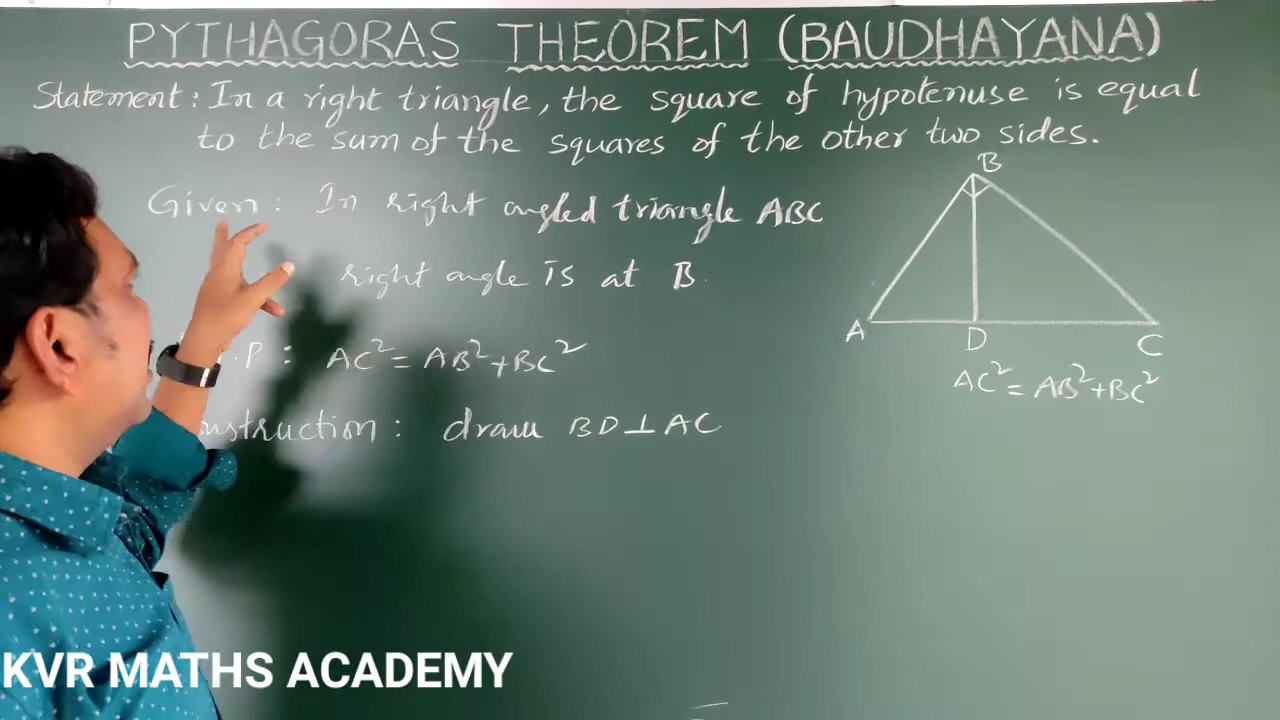 PYTHAGORAS THEOREM (BAUDHAYANA)
Statement: In a right triangle, the square of hypotenuse is equal
to the sum of the squares of the other two sides.
Given: In right angled triangle ABC
right angle is at B.
.P: AC²=AB²+BC²
onstruction: draw BD⊥AC
B
A D C
AC²=AB²+BC²
KVR MATHS ACADEMY